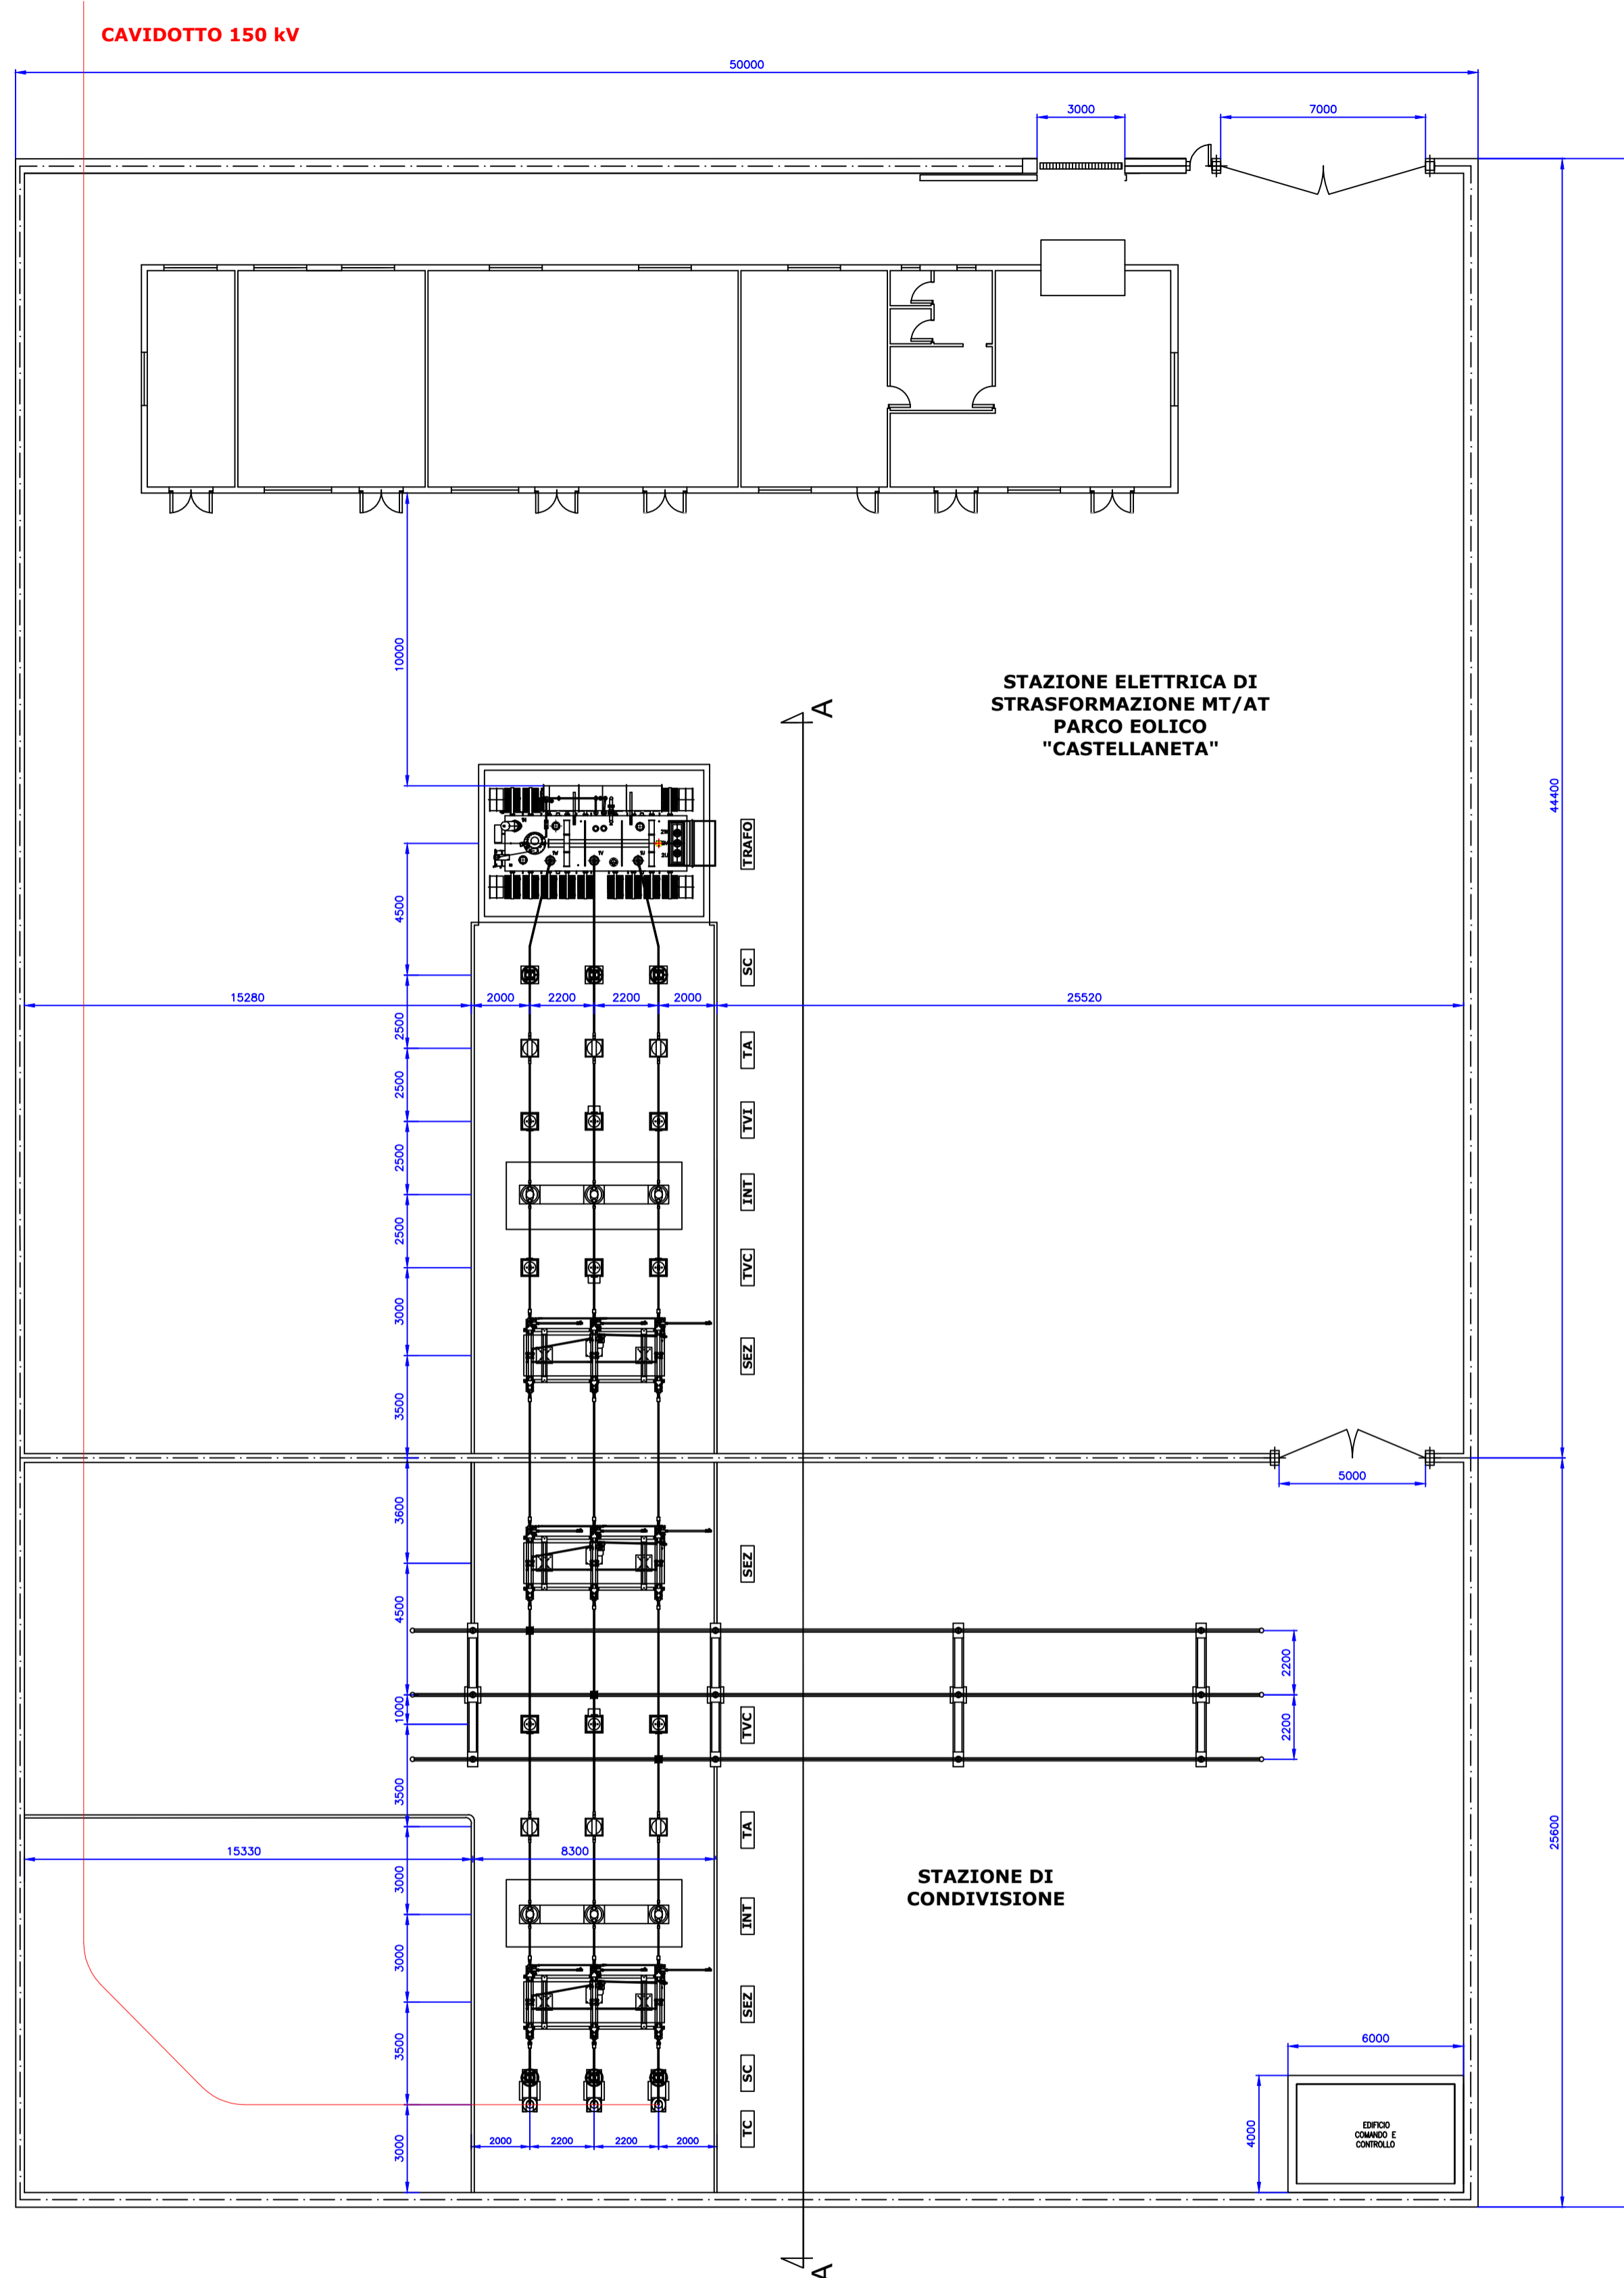 CAVIDOTTO 150 kV
50000
3000
7000
10000
STAZIONE ELETTRICA DI
STRASFORMAZIONE MT/AT
PARCO EOLICO
"CASTELLANETA"
A
44400
TRAFO
4500
SC
15280
2000
2200
2200
2000
25520
2500
TA
2500
TVI
2500
INT
2500
TVC
3000
SEZ
3500
5000
3600
SEZ
4500
2200
1000
TVC
2200
3500
TA
15330
8300
25600
3000
STAZIONE DI
CONDIVISIONE
INT
3000
SEZ
3500
6000
SC
TC
4000
EDIFICIO
COMANDO E
CONTROLLO
2000
2200
2200
2000
3000
A